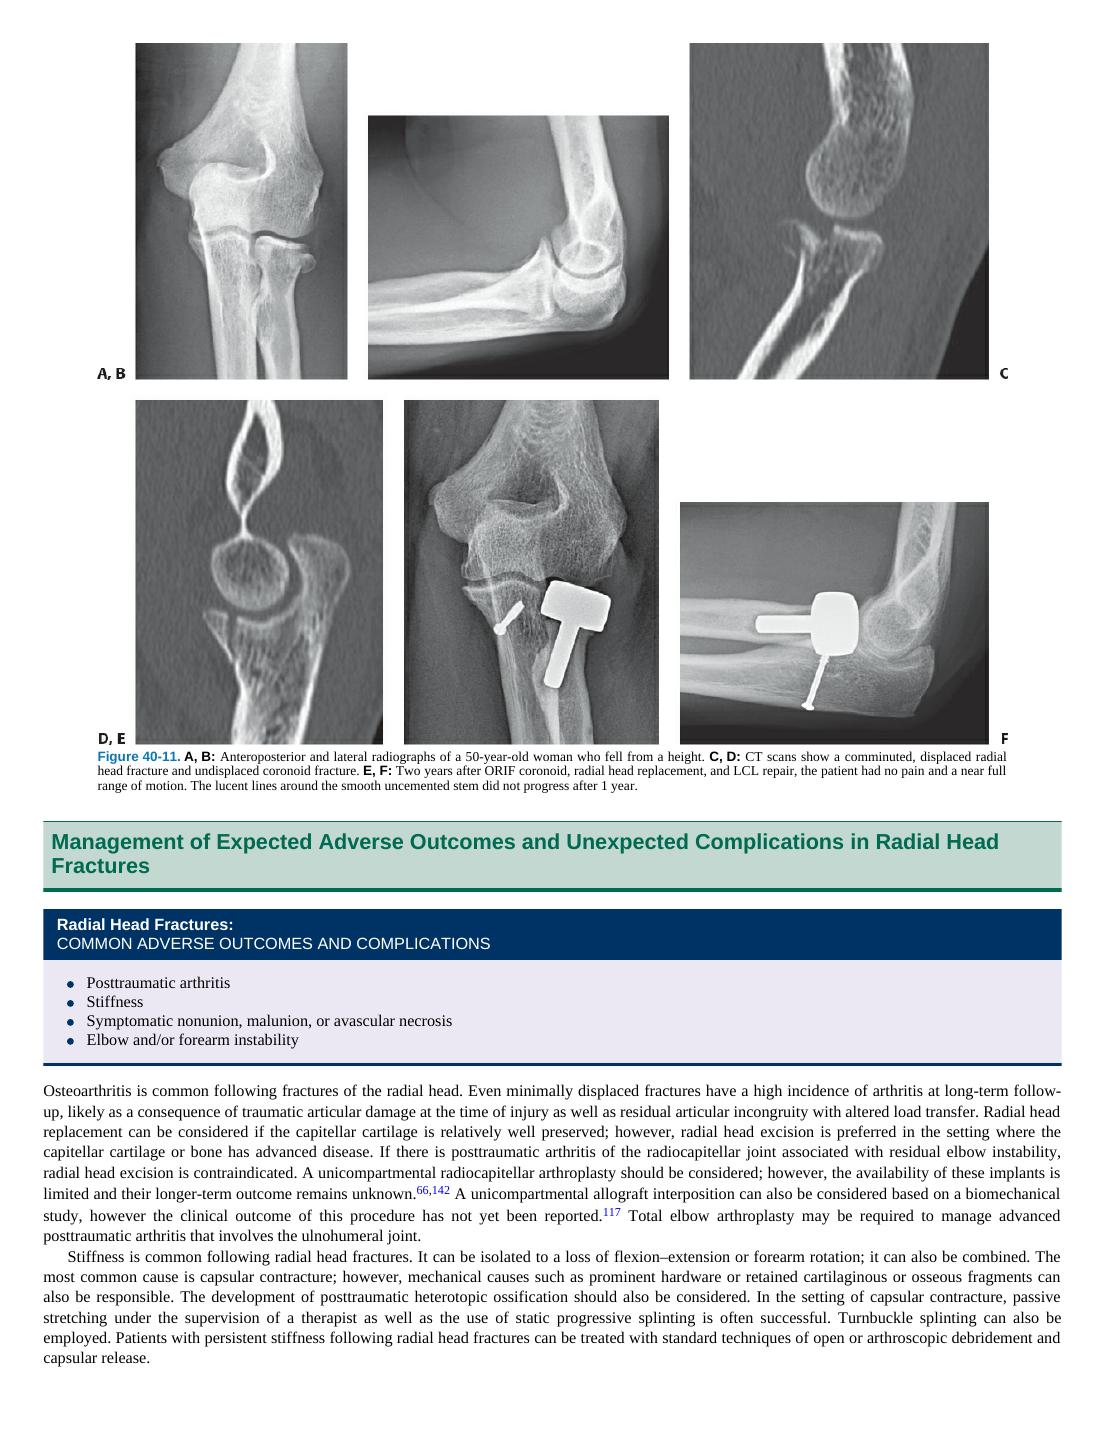 A, B
C
D, E
F
Figure 40-11. A, B: Anteroposterior and lateral radiographs of a 50-year-old woman who fell from a height. C, D: CT scans show a comminuted, displaced radial
head fracture and undisplaced coronoid fracture. E, F: Two years after ORIF coronoid, radial head replacement, and LCL repair, the patient had no pain and a near full
range of motion. The lucent lines around the smooth uncemented stem did not progress after 1 year.
Management of Expected Adverse Outcomes and Unexpected Complications in Radial Head
Fractures
Radial Head Fractures:
COMMON ADVERSE OUTCOMES AND COMPLICATIONS
● Posttraumatic arthritis
● Stiffness
● Symptomatic nonunion, malunion, or avascular necrosis
● Elbow and/or forearm instability
Osteoarthritis is common following fractures of the radial head. Even minimally displaced fractures have a high incidence of arthritis at long-term follow-
up, likely as a consequence of traumatic articular damage at the time of injury as well as residual articular incongruity with altered load transfer. Radial head
replacement can be considered if the capitellar cartilage is relatively well preserved; however, radial head excision is preferred in the setting where the
capitellar cartilage or bone has advanced disease. If there is posttraumatic arthritis of the radiocapitellar joint associated with residual elbow instability,
radial head excision is contraindicated. A unicompartmental radiocapitellar arthroplasty should be considered; however, the availability of these implants is
limited and their longer-term outcome remains unknown.66,142 A unicompartmental allograft interposition can also be considered based on a biomechanical
study, however the clinical outcome of this procedure has not yet been reported.117 Total elbow arthroplasty may be required to manage advanced
posttraumatic arthritis that involves the ulnohumeral joint.
Stiffness is common following radial head fractures. It can be isolated to a loss of flexion–extension or forearm rotation; it can also be combined. The
most common cause is capsular contracture; however, mechanical causes such as prominent hardware or retained cartilaginous or osseous fragments can
also be responsible. The development of posttraumatic heterotopic ossification should also be considered. In the setting of capsular contracture, passive
stretching under the supervision of a therapist as well as the use of static progressive splinting is often successful. Turnbuckle splinting can also be
employed. Patients with persistent stiffness following radial head fractures can be treated with standard techniques of open or arthroscopic debridement and
capsular release.